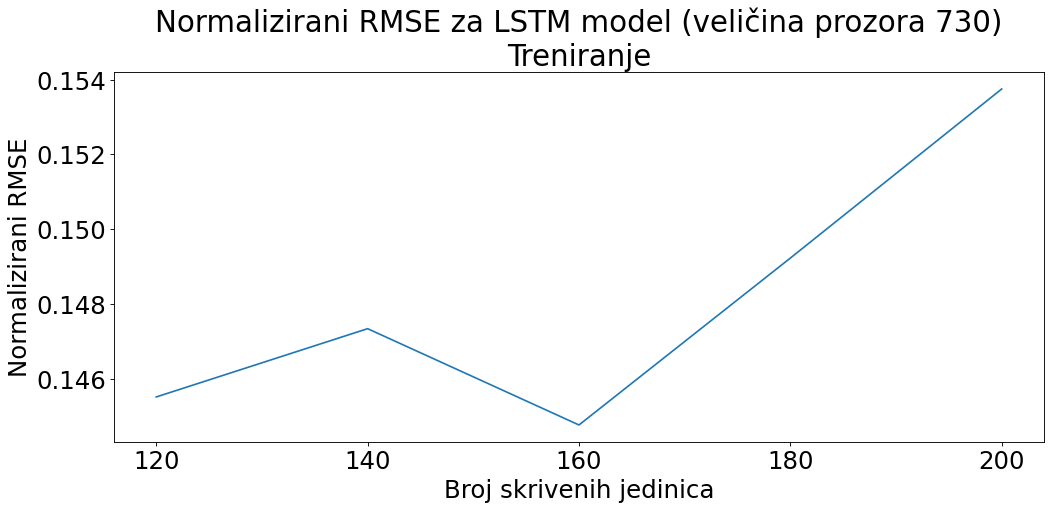 Normalizirani RMSE za LSTM model (veličina prozora 730)
Treniranje
Normalizirani RMSE
0.154
0.152
0.150
0.148
0.146
120 140 160 180 200
Broj skrivenih jedinica